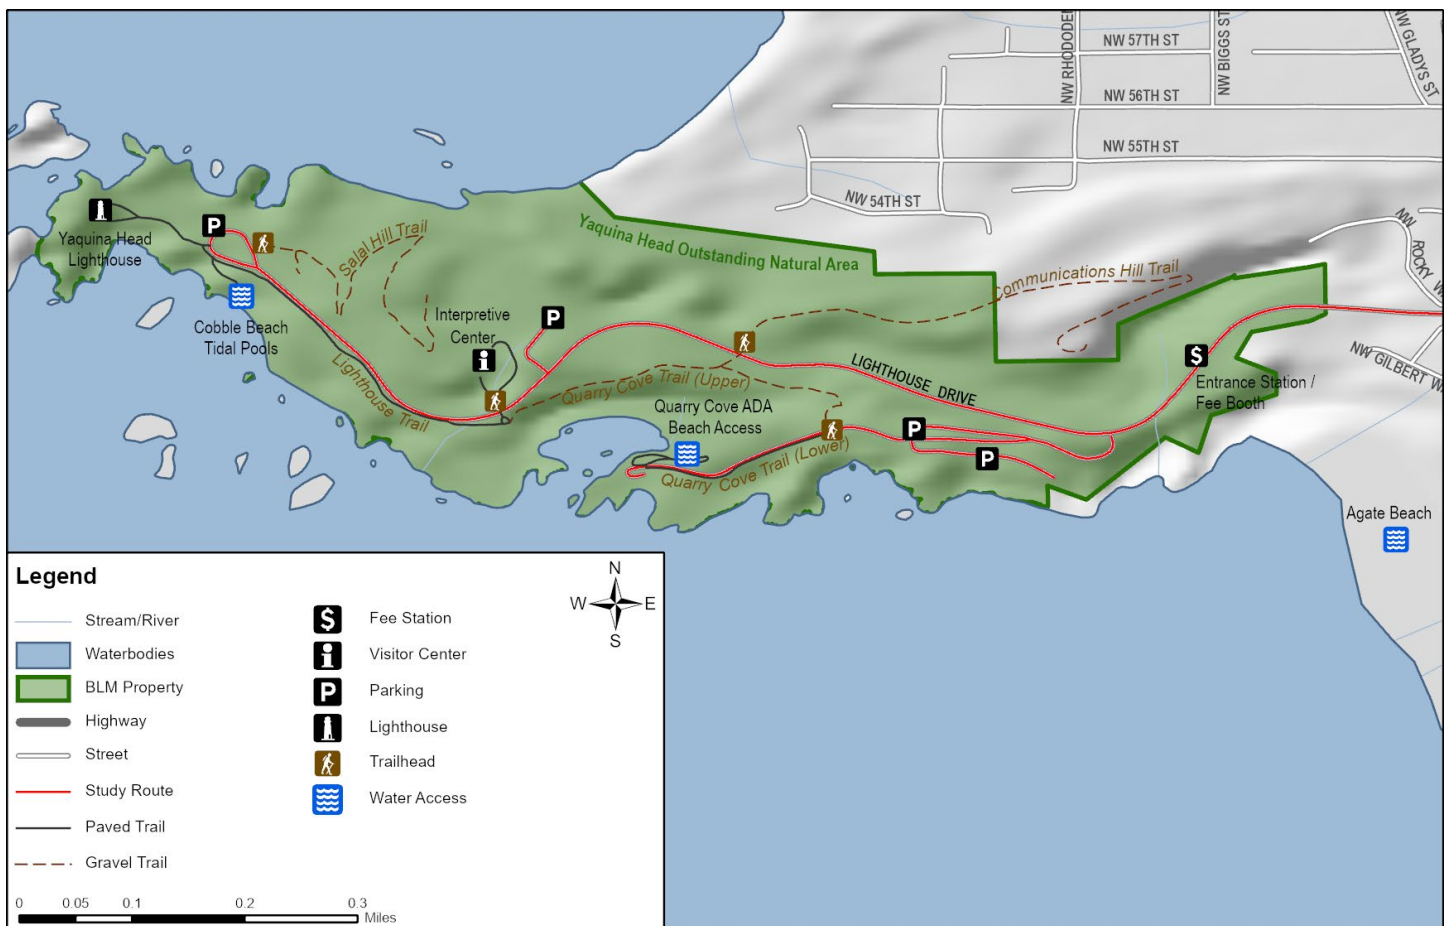 NW 57TH ST
NW RHODODE
NW BIGGS ST
NW GLADYS ST
NW 56TH ST
NW 55TH ST
NW 54TH ST
NW
ROCKY W
NW GILBERT W
Yaquina Head Outstanding Natural Area
Communications Hill Trail
Salal Hill Trail
Yaquina Head
Lighthouse
P
Cobble Beach
Tidal Pools
Interpretive
Center
P
i
Lighthouse Trail
Quarry Cove Trail (Upper)
LIGHTHOUSE DRIVE
$
Entrance Station /
Fee Booth
Quarry Cove ADA
Beach Access
Quarry Cove Trail (Lower)
P
P
Agate Beach
Legend
Stream/River
Waterbodies
BLM Property
Highway
Street
Study Route
Paved Trail
Gravel Trail
$ Fee Station
i Visitor Center
P Parking
Lighthouse
Trailhead
Water Access
N
W E
S
0 0.05 0.1 0.2 0.3
Miles